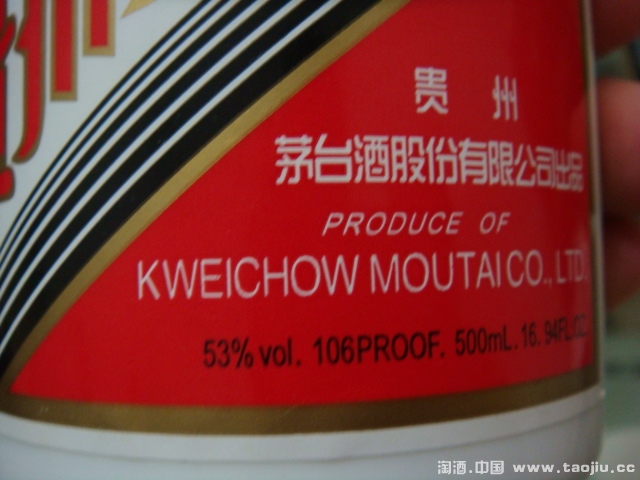 贵州
茅台酒股份有限公司出品
PRODUCE OF
KWEICHOW MOUTAI CO., LTD
53% vol. 106PROOF. 500mL. 16. 94FL.OZ
淘酒.中国 www.taojiu.cc